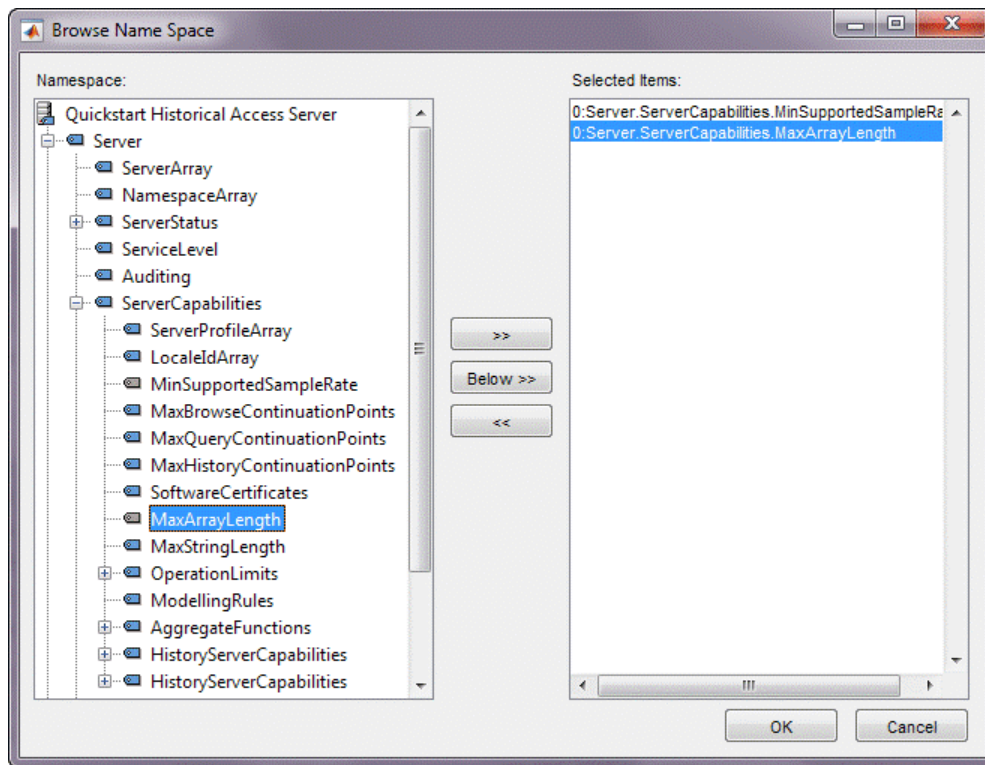 Browse Name Space
Namespace:
Quickstart Historical Access Server
Server
ServerArray
NamespaceArray
ServerStatus
ServiceLevel
Auditing
ServerCapabilities
ServerProfileArray
LocaleIdArray
MinSupportedSampleRate
MaxBrowseContinuationPoints
MaxQueryContinuationPoints
MaxHistoryContinuationPoints
SoftwareCertificates
MaxArrayLength
MaxStringLength
OperationLimits
ModellingRules
AggregateFunctions
HistoryServerCapabilities
HistoryServerCapabilities
>>
Below >>
<<
Selected Items:
0:Server.ServerCapabilities.MinSupportedSampleRa
0:Server.ServerCapabilities.MaxArrayLength
OK
Cancel